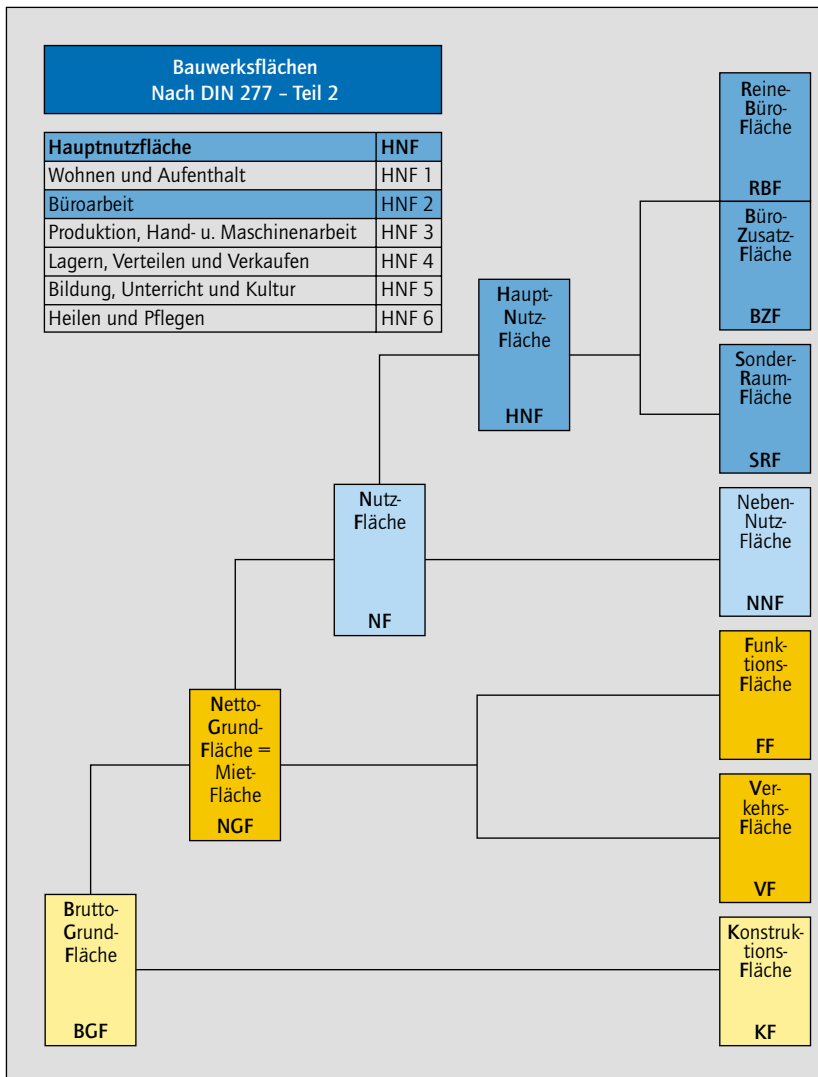 Bauwerksflächen
Nach DIN 277 – Teil 2
Hauptnutzfläche HNF
Wohnen und Aufenthalt HNF 1
Büroarbeit HNF 2
Produktion, Hand- u. Maschinenarbeit HNF 3
Lagern, Verteilen und Verkaufen HNF 4
Bildung, Unterricht und Kultur HNF 5
Heilen und Pflegen HNF 6
Reine-
Büro-
Fläche
RBF
Büro-
Zusatz-
Fläche
BZF
Haupt-
Nutz-
Fläche
HNF
Sonder-
Raum-
Fläche
SRF
Nutz-
Fläche
NF
Neben-
Nutz-
Fläche
NNF
Funk-
tions-
Fläche
FF
Netto-
Grund-
Fläche =
Miet-
Fläche
NGF
Ver-
kehrs-
Fläche
VF
Brutto-
Grund-
Fläche
BGF
Konstruk-
tions-
Fläche
KF